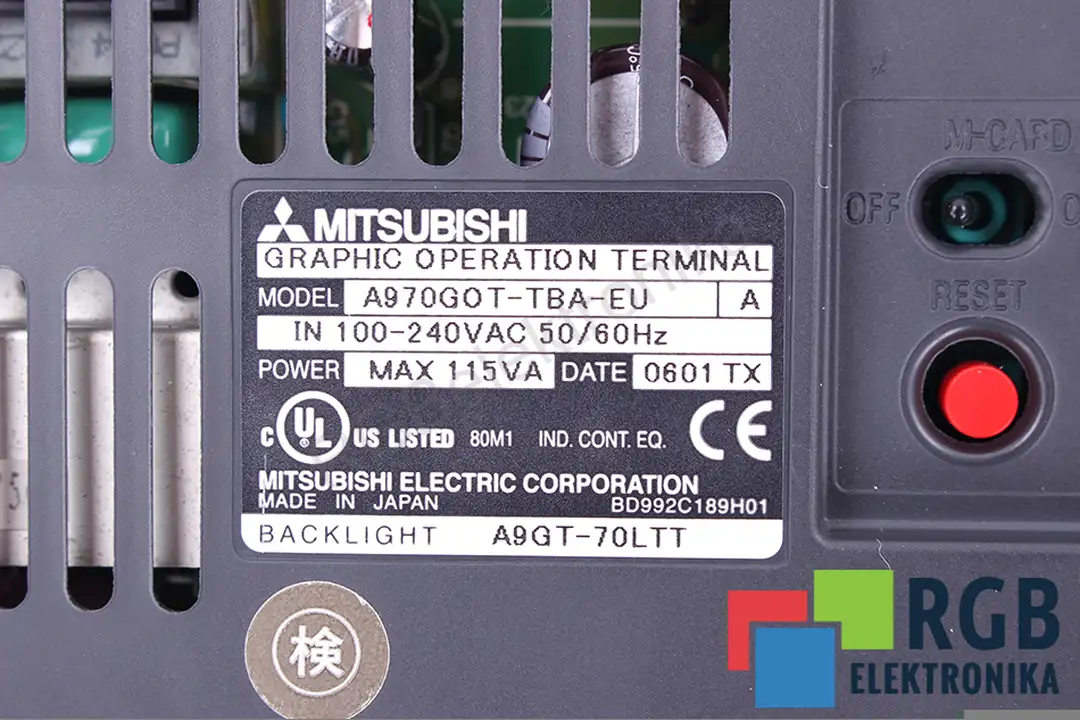 M-CARD
OFF
RESET
MITSUBISHI
GRAPHIC OPERATION TERMINAL
MODEL A970GOT-TBA-EU A
IN 100-240VAC 50/60Hz
POWER MAX 115VA DATE 0601 TX
C UL US LISTED 80M1 IND. CONT. EQ. CE
MITSUBISHI ELECTRIC CORPORATION
MADE IN JAPAN BD992C189H01
BACKLIGHT A9GT-70LTT
検
RGB
ELEKTRONIKA